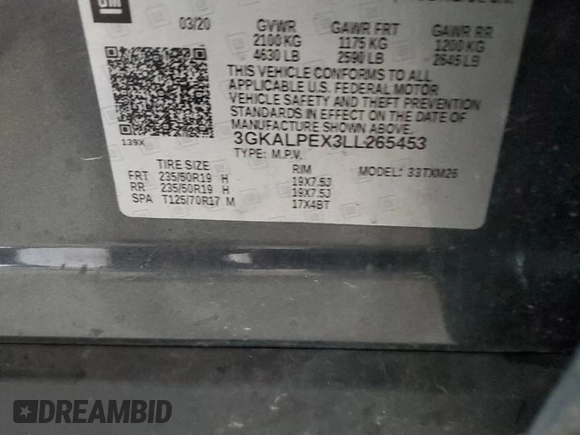 GM
03/20 GVWR GAWR FRT GAWR RR
2100 KG 1175 KG 1200 KG
4630 LB 2590 LB 2645 LB
THIS VEHICLE CONFORMS TO ALL
APPLICABLE U.S. FEDERAL MOTOR
VEHICLE SAFETY AND THEFT PREVENTION
STANDARDS IN EFFECT ON THE DATE OF
MANUFACTURE SHOWN ABOVE.
139X 3GKALPEX3LL265453
TYPE: M.P.V. MODEL: 33TXM26
TIRE SIZE RIM
FRT 235/50R19 H 19X7.5J
RR 235/50R19 H 19X7.5J
SPA T125/70R17 M 17X4BT
DREAMBID